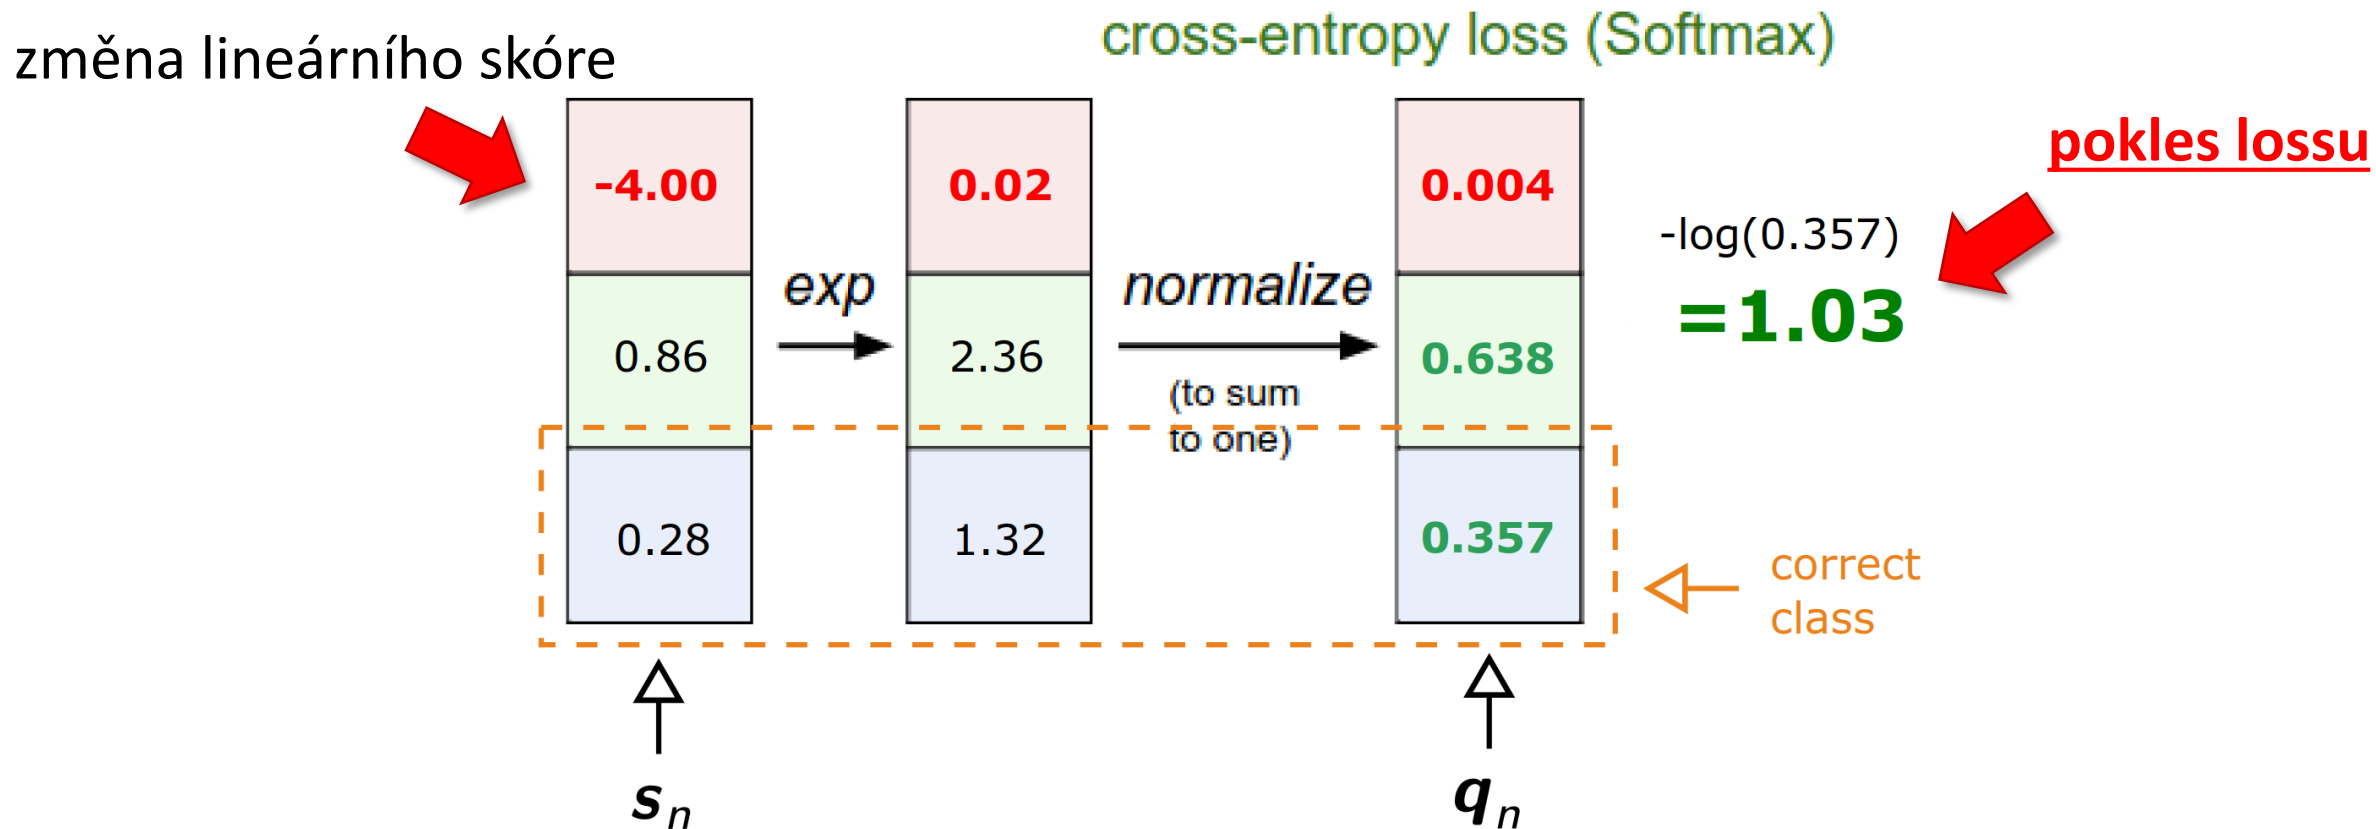 cross-entropy loss (Softmax)
změna lineárního skóre
pokles lossu
-4.00
0.02
0.004
-log(0.357)
=1.03
exp
normalize
0.86
2.36
0.638
(to sum
to one)
0.28
1.32
0.357
correct
class
s n
q n